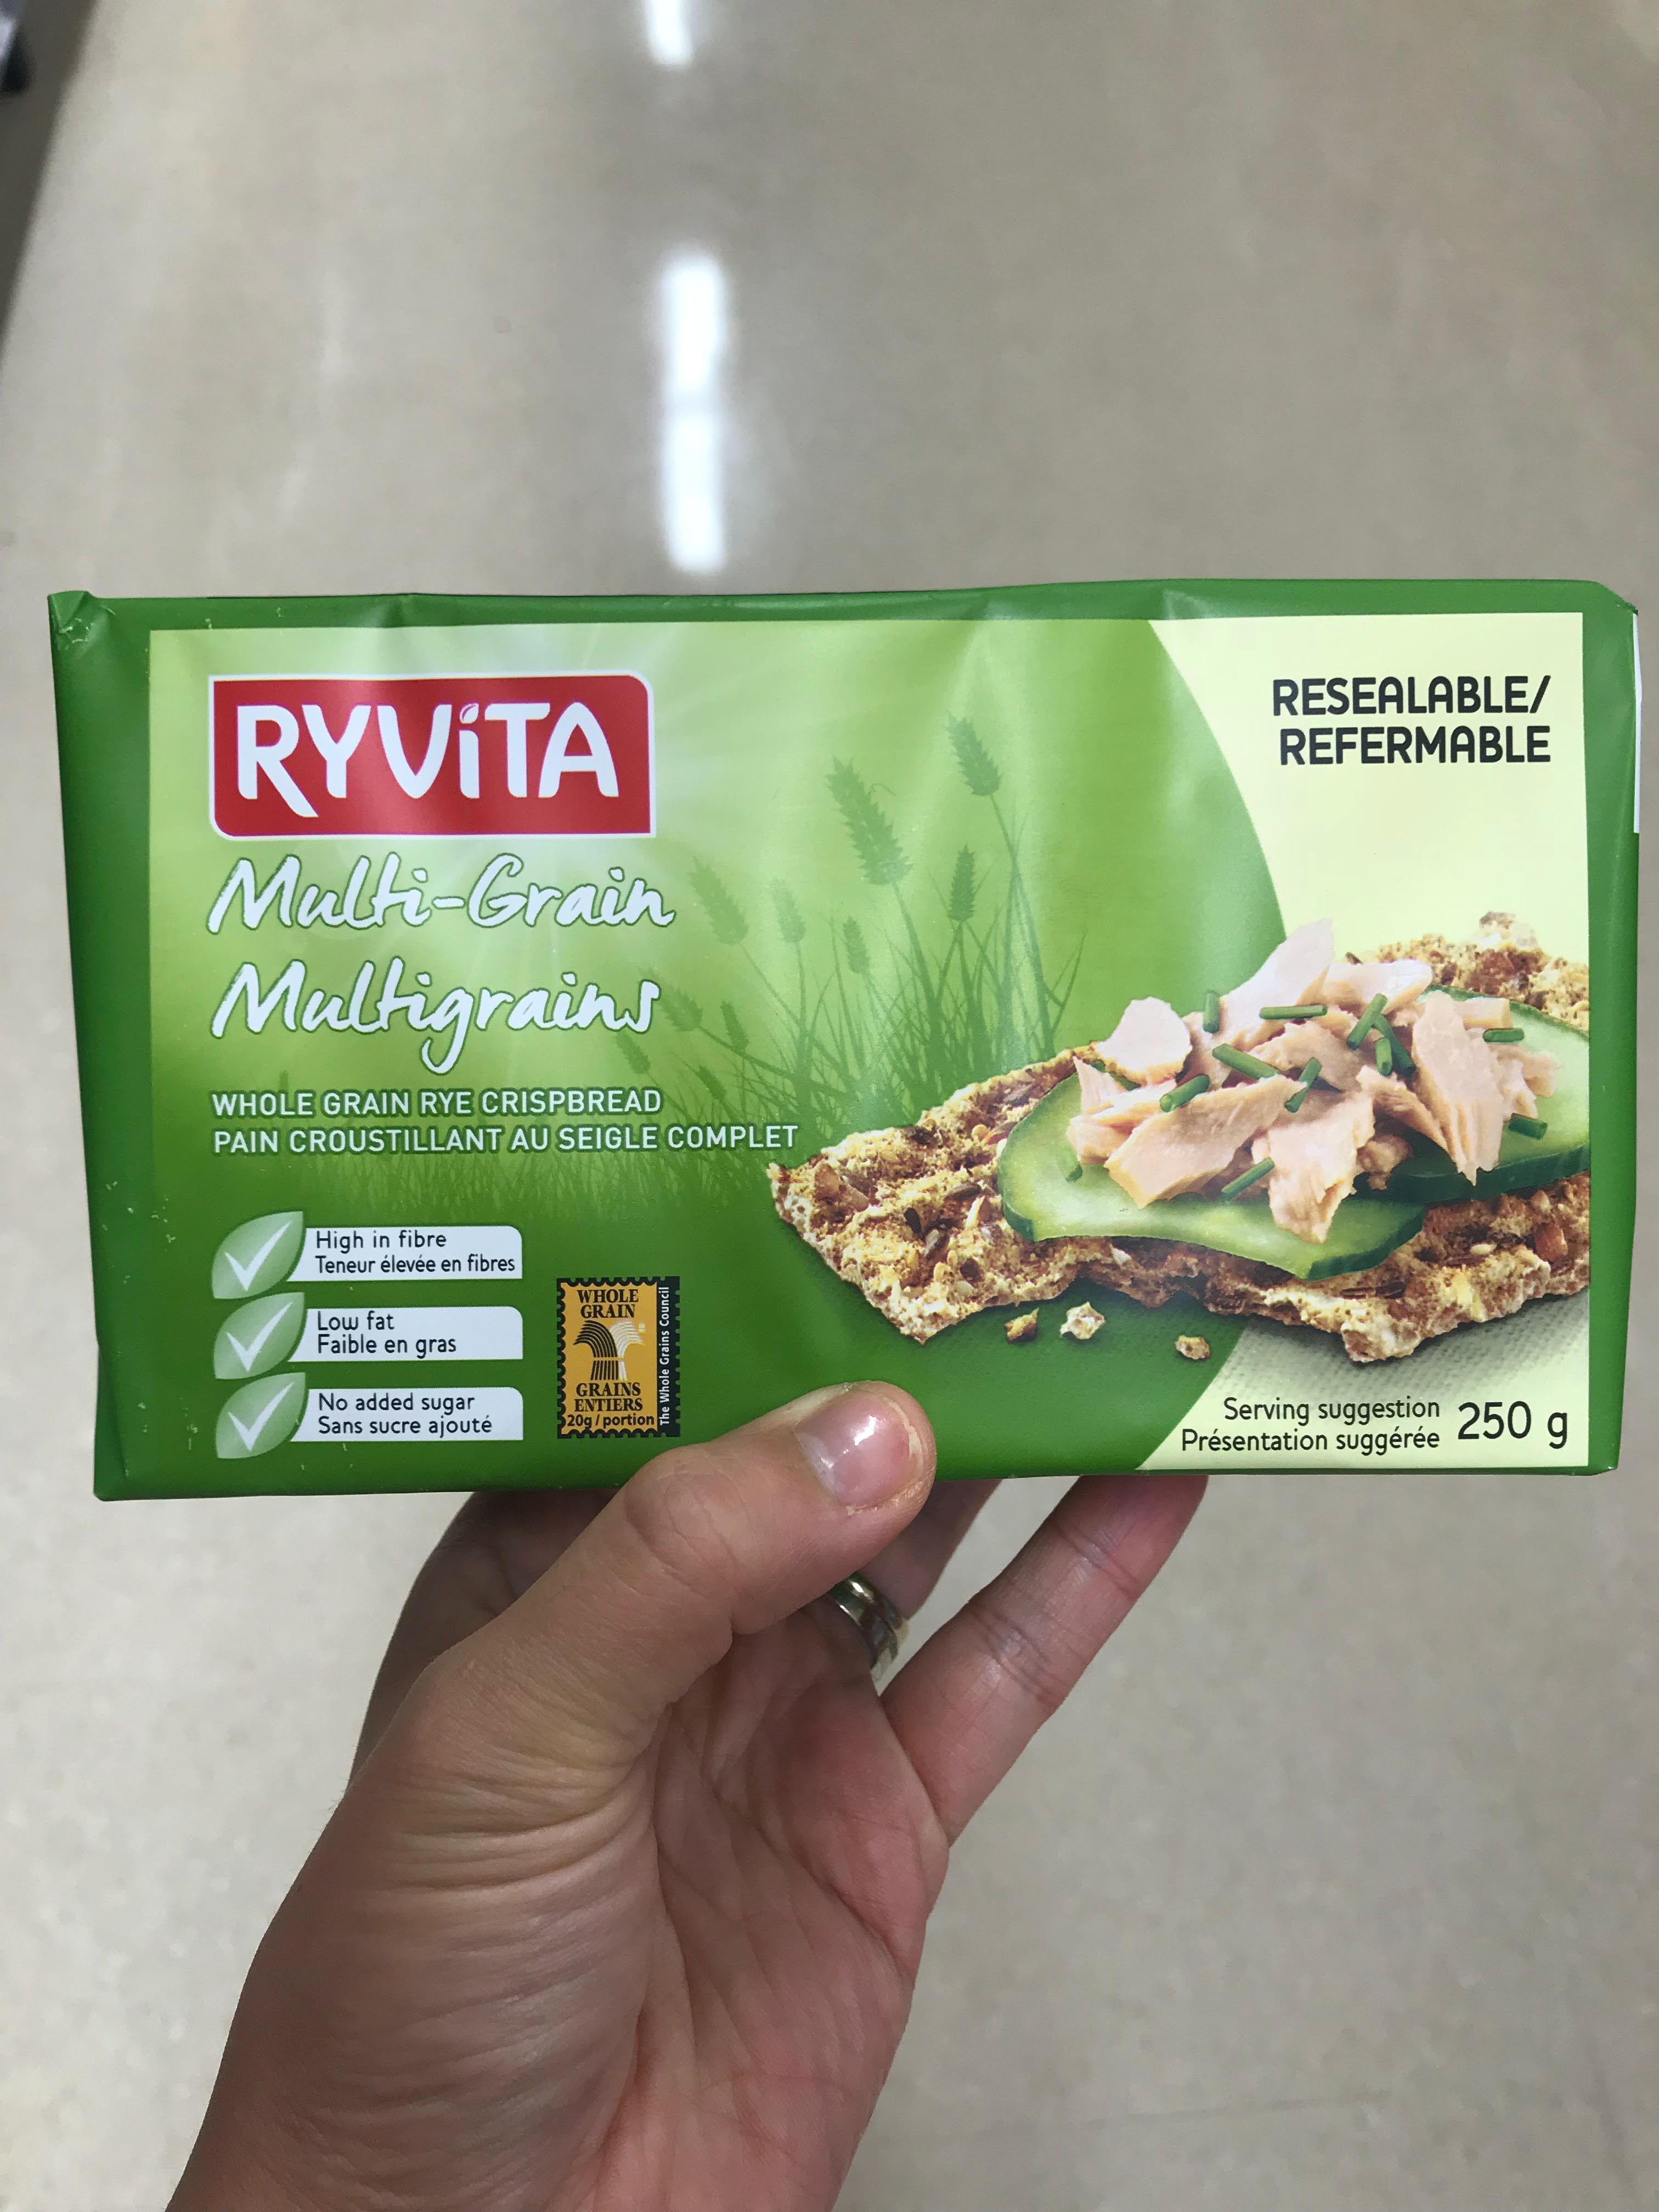 RYVITA
Multi-Grain
Multigrains
WHOLE GRAIN RYE CRISPBREAD
PAIN CROUSTILLANT AU SEIGLE COMPLET
High in fibre
Teneur élevée en fibres
Low fat
Faible en gras
No added sugar
Sans sucre ajouté
WHOLE
GRAIN
GRAINS
ENTIERS
20g / portion
The Whole Grains Council
RESEALABLE/
REFERMABLE
Serving suggestion
Présentation suggérée
250 g